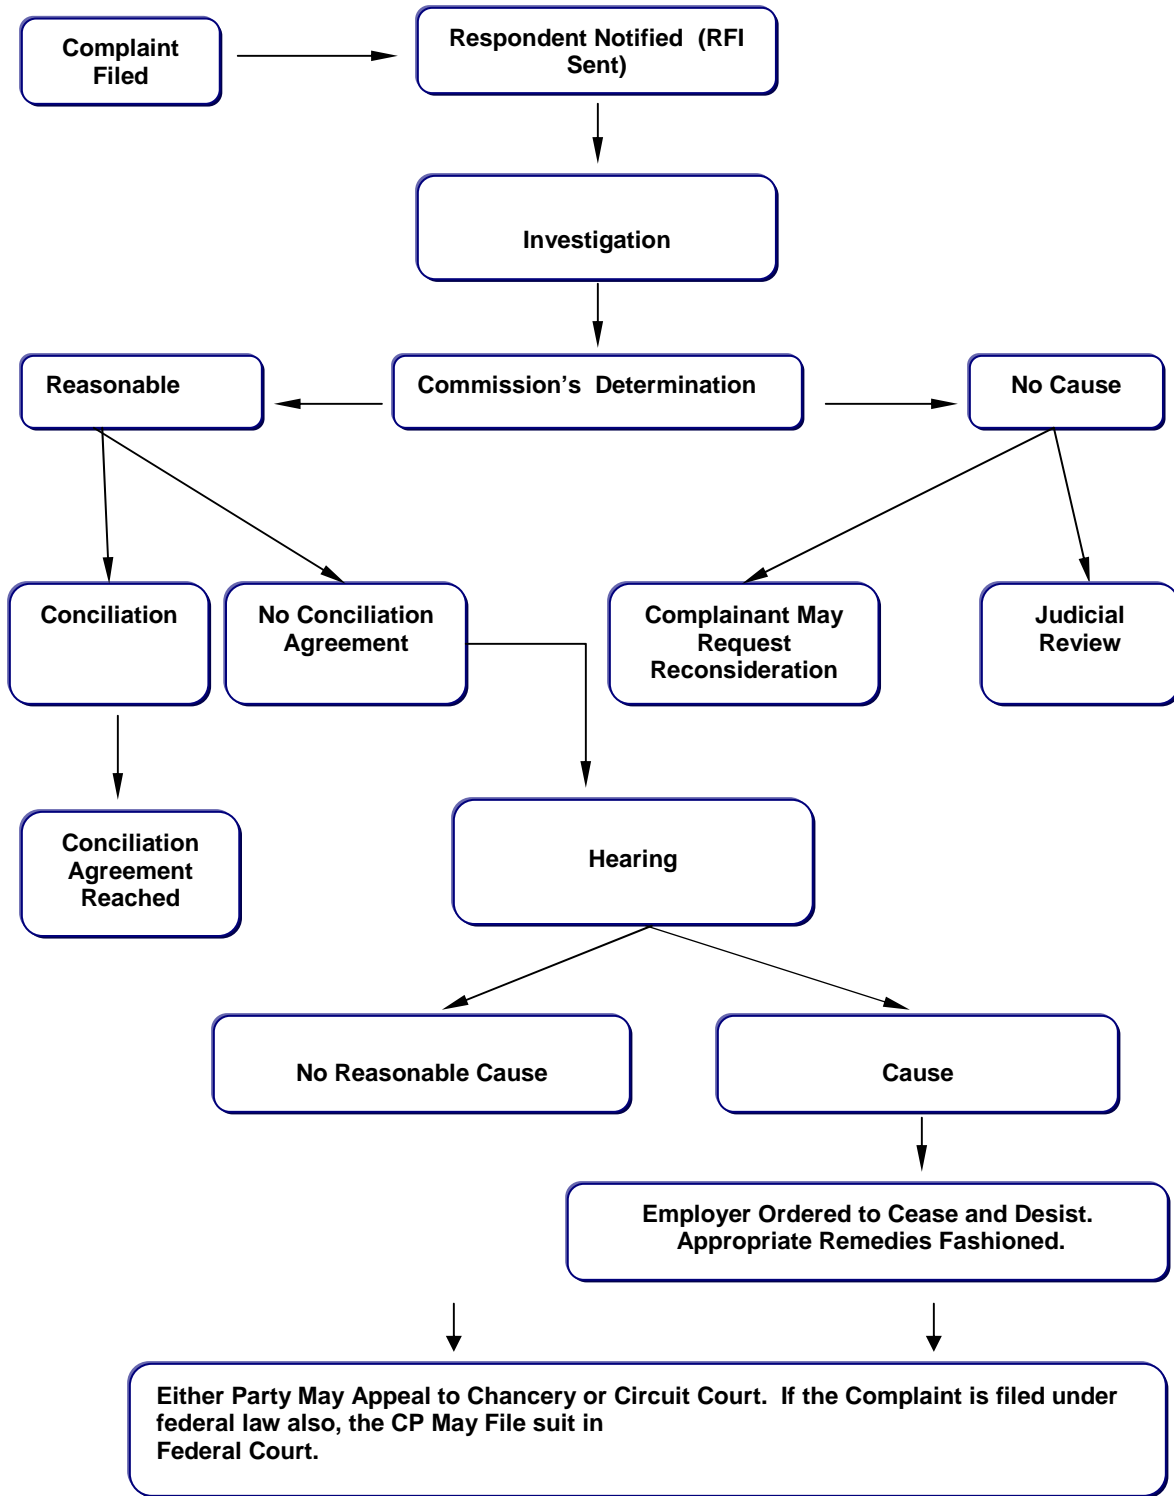 Complaint
Filed
Respondent Notified (RFI
Sent)
Investigation
Reasonable
Commission's Determination
No Cause
Conciliation
No Conciliation
Agreement
Complainant May
Request
Reconsideration
Judicial
Review
Conciliation
Agreement
Reached
Hearing
No Reasonable Cause
Cause
Employer Ordered to Cease and Desist.
Appropriate Remedies Fashioned.
Either Party May Appeal to Chancery or Circuit Court. If the Complaint is filed under
federal law also, the CP May File suit in
Federal Court.